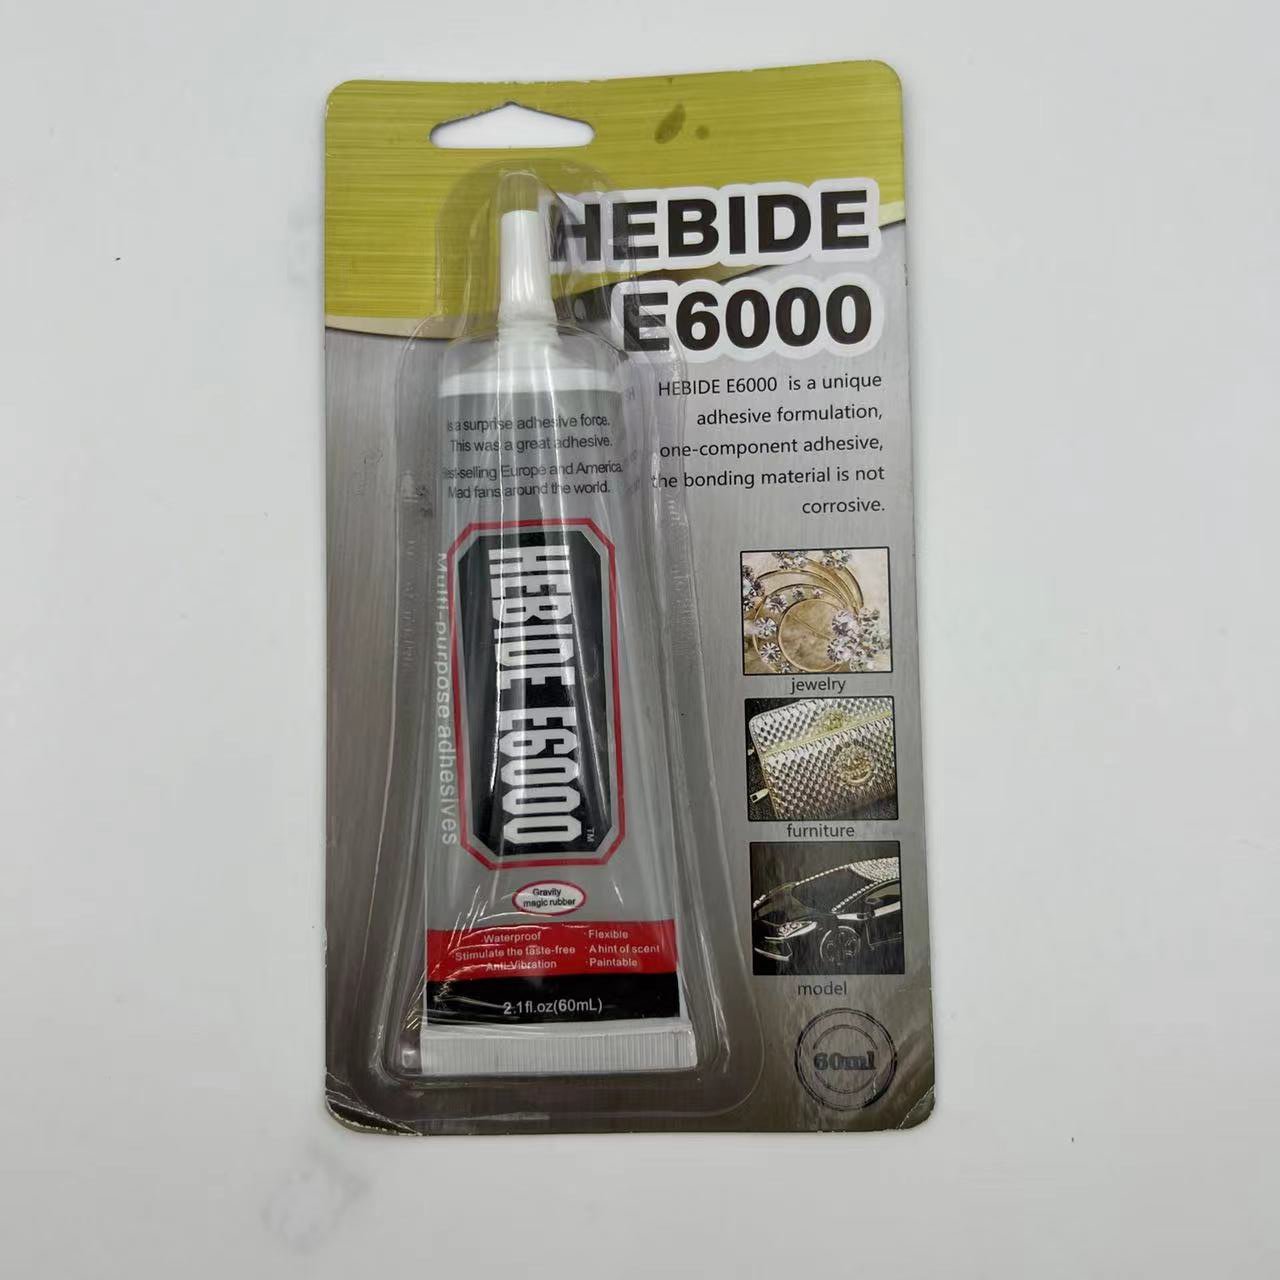 HEBIDE
E6000
HEBIDE E6000 is a unique
adhesive formulation,
one-component adhesive,
the bonding material is not
corrosive.
is a surprise adhesive force.
This was a great adhesive.
est-selling Europe and America.
Mad fans around the world.
HEBIDE E6000 TM
Multi-purpose adhesives
Gravity
magic rubber
Waterproof · Flexible
Stimulate the taste-free · A hint of scent
Anti-Vibration · Paintable
2.1fl.oz(60mL)
jewelry
furniture
model
60ml